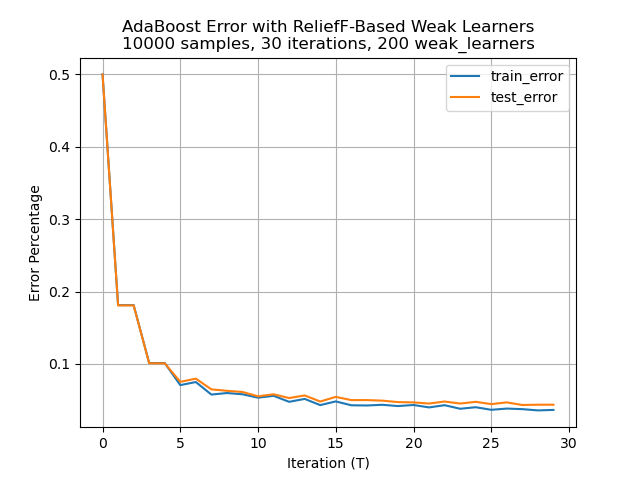 AdaBoost Error with ReliefF-Based Weak Learners
10000 samples, 30 iterations, 200 weak_learners
train_error
test_error
Error Percentage
0.5
0.4
0.3
0.2
0.1
0 5 10 15 20 25 30
Iteration (T)